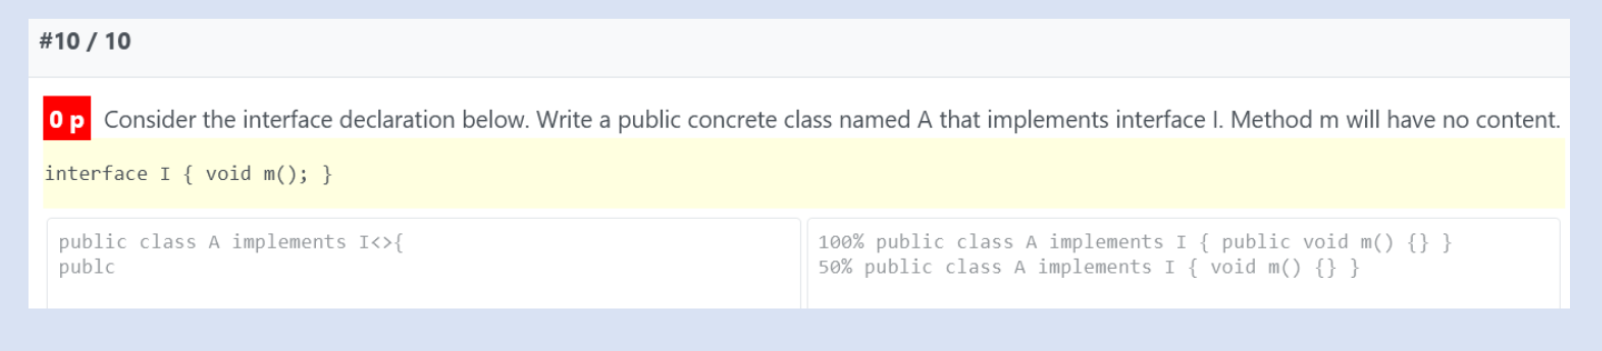 #10 / 10
0 p Consider the interface declaration below. Write a public concrete class named A that implements interface I. Method m will have no content.
interface I { void m(); }
public class A implements I<>{
publc
100% public class A implements I { public void m() {} }
50% public class A implements I { void m() {} }